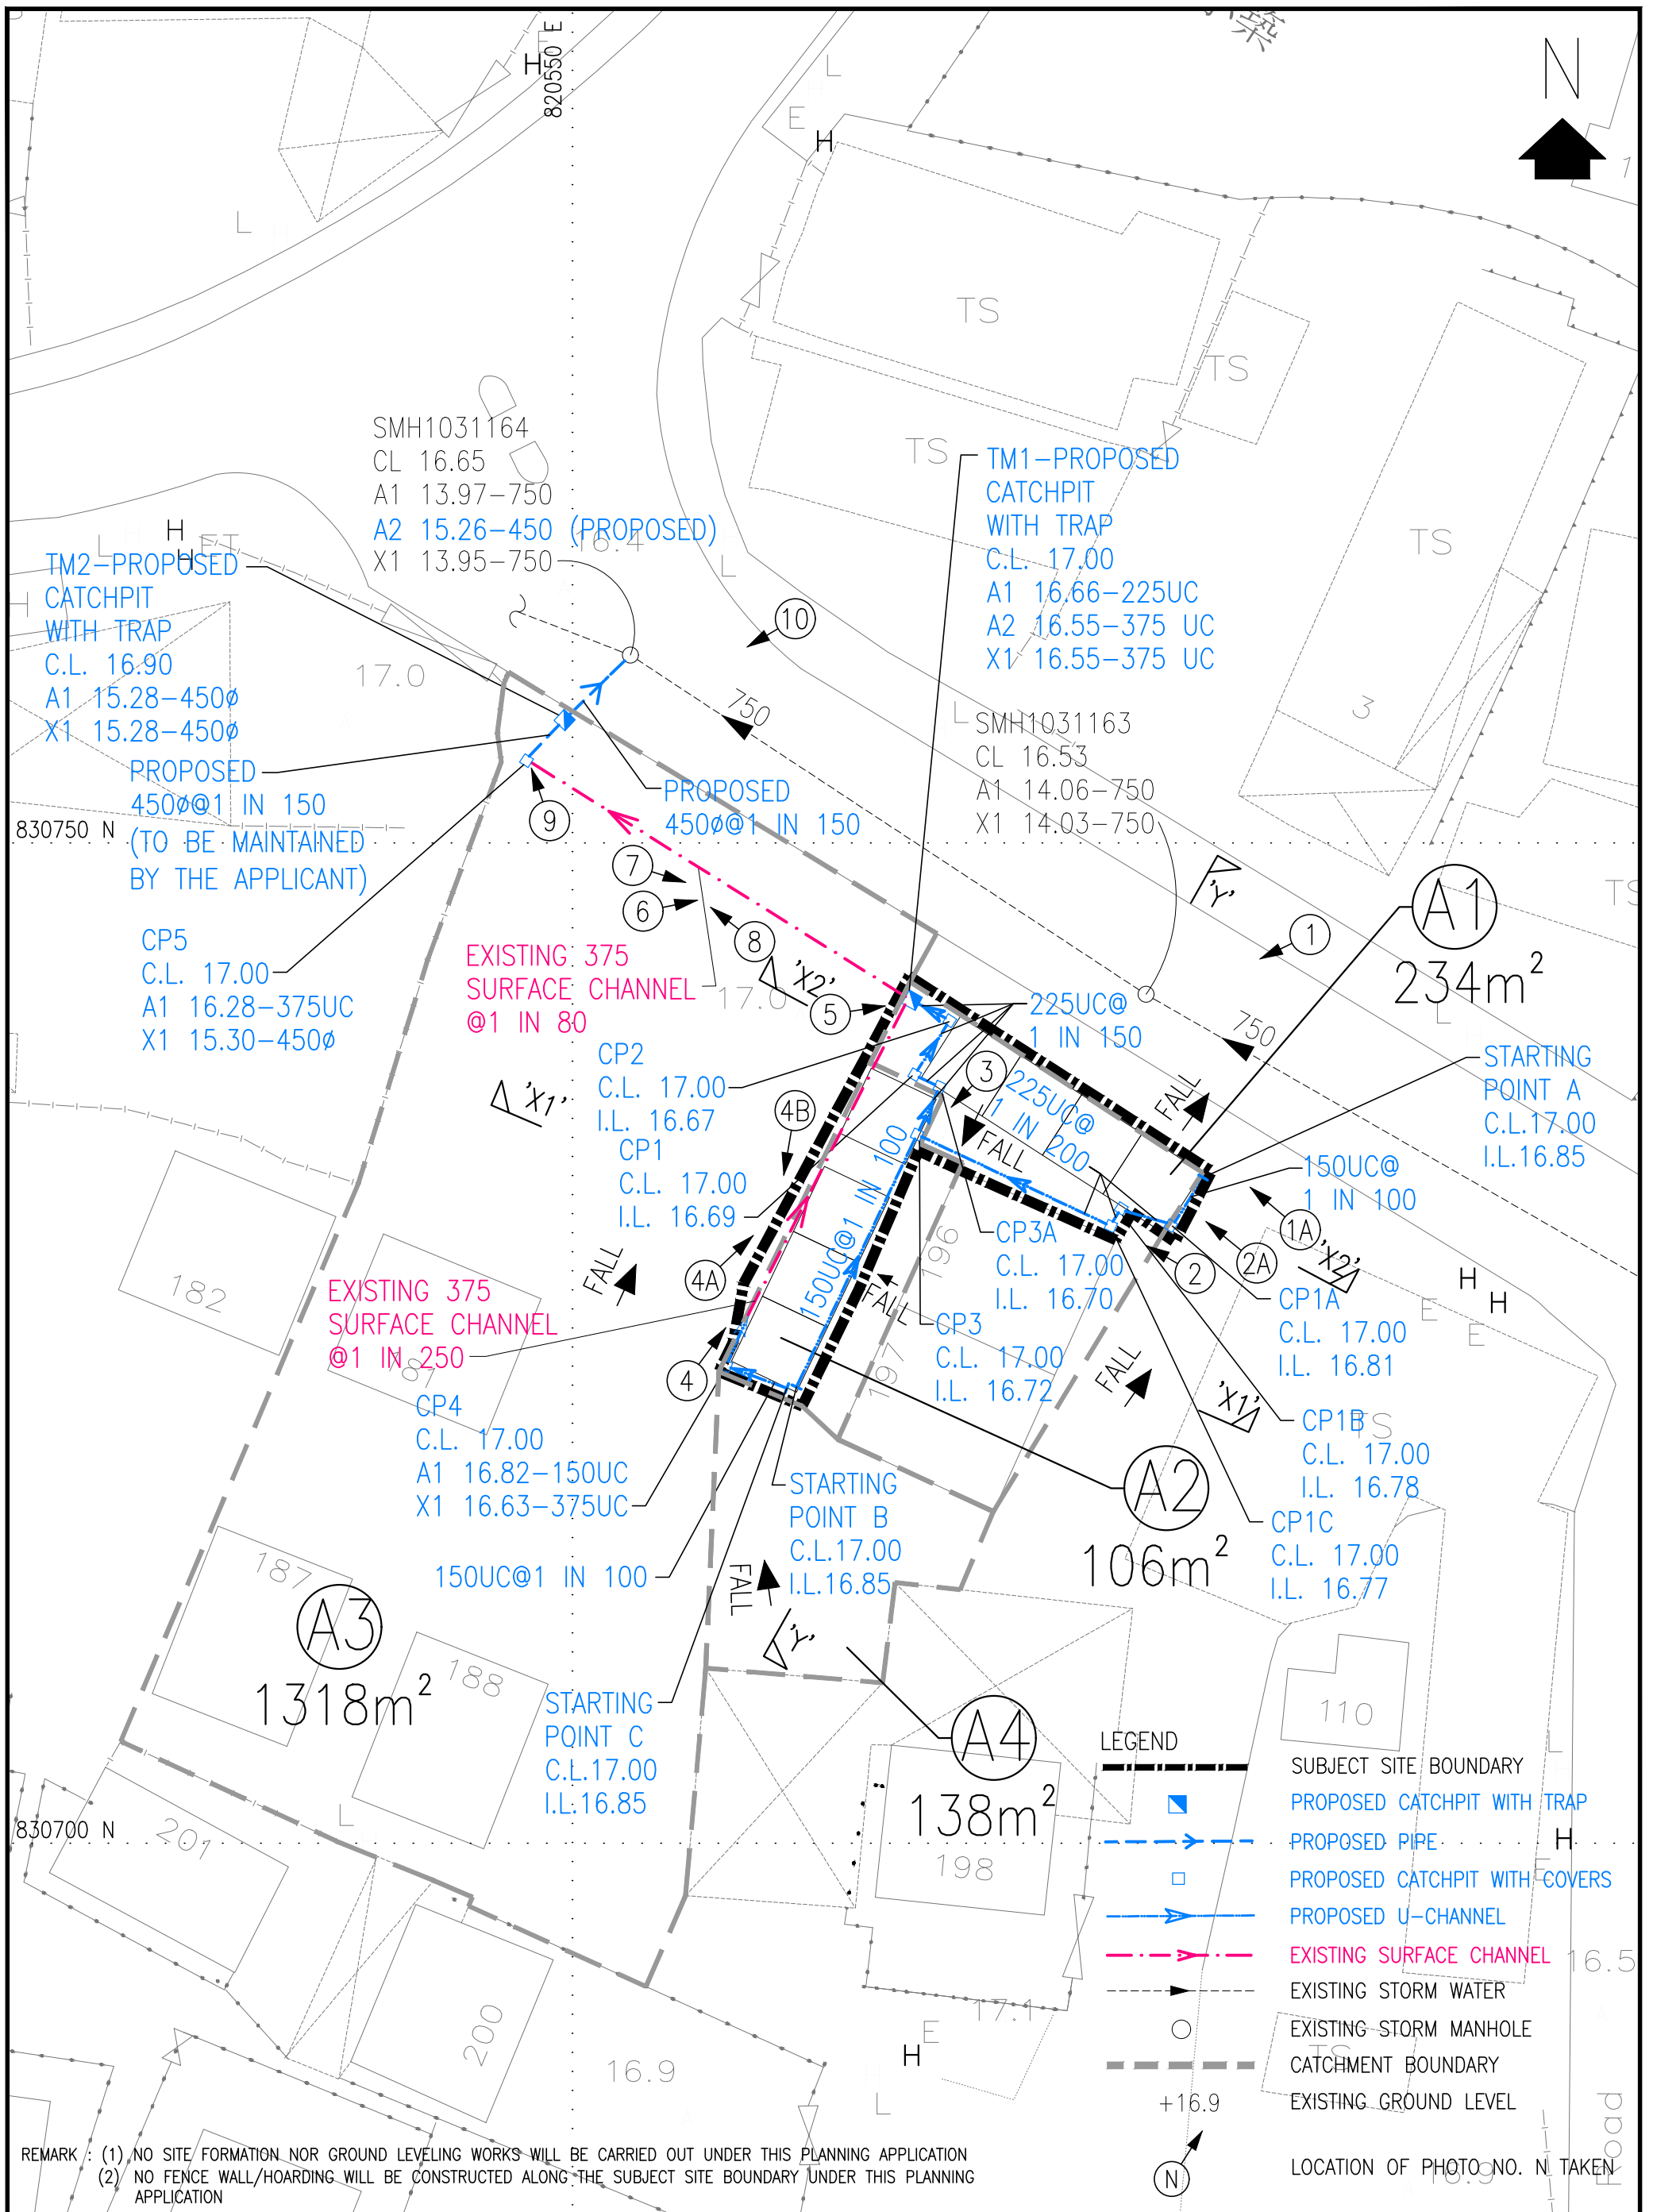 築
N
820550 E
H
E
L
E
H
L
1
TS
TS
TS
TS
SMH1031164
CL 16.65
A1 13.97-750
A2 15.26-450 (PROPOSED)
X1 13.95-750
16.4
TM1-PROPOSED
CATCHPIT
WITH TRAP
C.L. 17.00
A1 16.66-225UC
A2 16.55-375 UC
X1 16.55-375 UC
H
H
L
ET
H
L
TM2-PROPOSED
CATCHPIT
WITH TRAP
C.L. 16.90
A1 15.28-450ø
X1 15.28-450ø
17.0
10
750
L
3
SMH1031163
CL 16.53
A1 14.06-750
X1 14.03-750
PROPOSED
450ø@1 IN 150
(TO BE MAINTAINED
BY THE APPLICANT)
PROPOSED
450ø@1 IN 150
830750 N
9
7
6
8
'Y'
1
TS
A1
234m²
L
CP5
C.L. 17.00
A1 16.28-375UC
X1 15.30-450ø
EXISTING 375
SURFACE CHANNEL
@1 IN 80
'X2'
17.0
5
225UC@
1 IN 150
750
STARTING
POINT A
C.L.17.00
I.L.16.85
CP2
C.L. 17.00
I.L. 16.67
'X1'
3
225UC@
1 IN 200
FALL
FALL
4B
CP1
C.L. 17.00
I.L. 16.69
150UC@
1 IN 100
150UC@1 IN 100
1A
2A
2
'X2'
4A
FALL
CP3A
C.L. 17.00
I.L. 16.70
196
FALL
182
EXISTING 375
SURFACE CHANNEL
@1 IN 250
CP1A
C.L. 17.00
I.L. 16.81
H
H
E
E
CP3
C.L. 17.00
I.L. 16.72
197
FALL
4
CP4
C.L. 17.00
A1 16.82-150UC
X1 16.63-375UC
'X1'
CP1B
C.L. 17.00
I.L. 16.78
TS
A2
106m²
STARTING
POINT B
C.L.17.00
I.L.16.85
CP1C
C.L. 17.00
I.L. 16.77
150UC@1 IN 100
FALL
187
A3
1318m²
188
'Y'
STARTING
POINT C
C.L.17.00
I.L.16.85
A4
138m²
110
L
198
830700 N
201
L
LEGEND
SUBJECT SITE BOUNDARY
PROPOSED CATCHPIT WITH TRAP
PROPOSED PIPE
H
E
PROPOSED CATCHPIT WITH COVERS
PROPOSED U-CHANNEL
EXISTING SURFACE CHANNEL
16.5
EXISTING STORM WATER
EXISTING STORM MANHOLE
TS
CATCHMENT BOUNDARY
+16.9
EXISTING GROUND LEVEL
N
LOCATION OF PHOTO NO. N TAKEN
16.9
Road
200
16.9
17.1
H
E
L
REMARK : (1) NO SITE FORMATION NOR GROUND LEVELING WORKS WILL BE CARRIED OUT UNDER THIS PLANNING APPLICATION
(2) NO FENCE WALL/HOARDING WILL BE CONSTRUCTED ALONG THE SUBJECT SITE BOUNDARY UNDER THIS PLANNING
APPLICATION